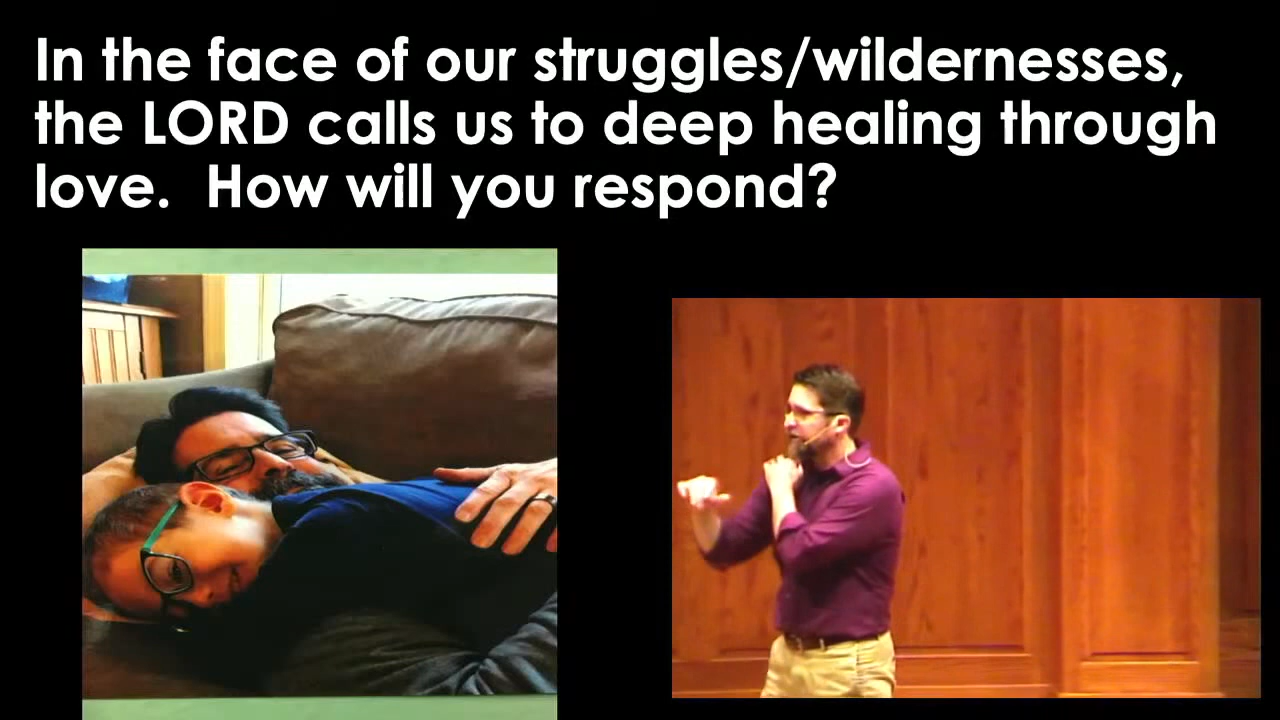 In the face of our struggles/wildernesses,
the LORD calls us to deep healing through
love.  How will you respond?